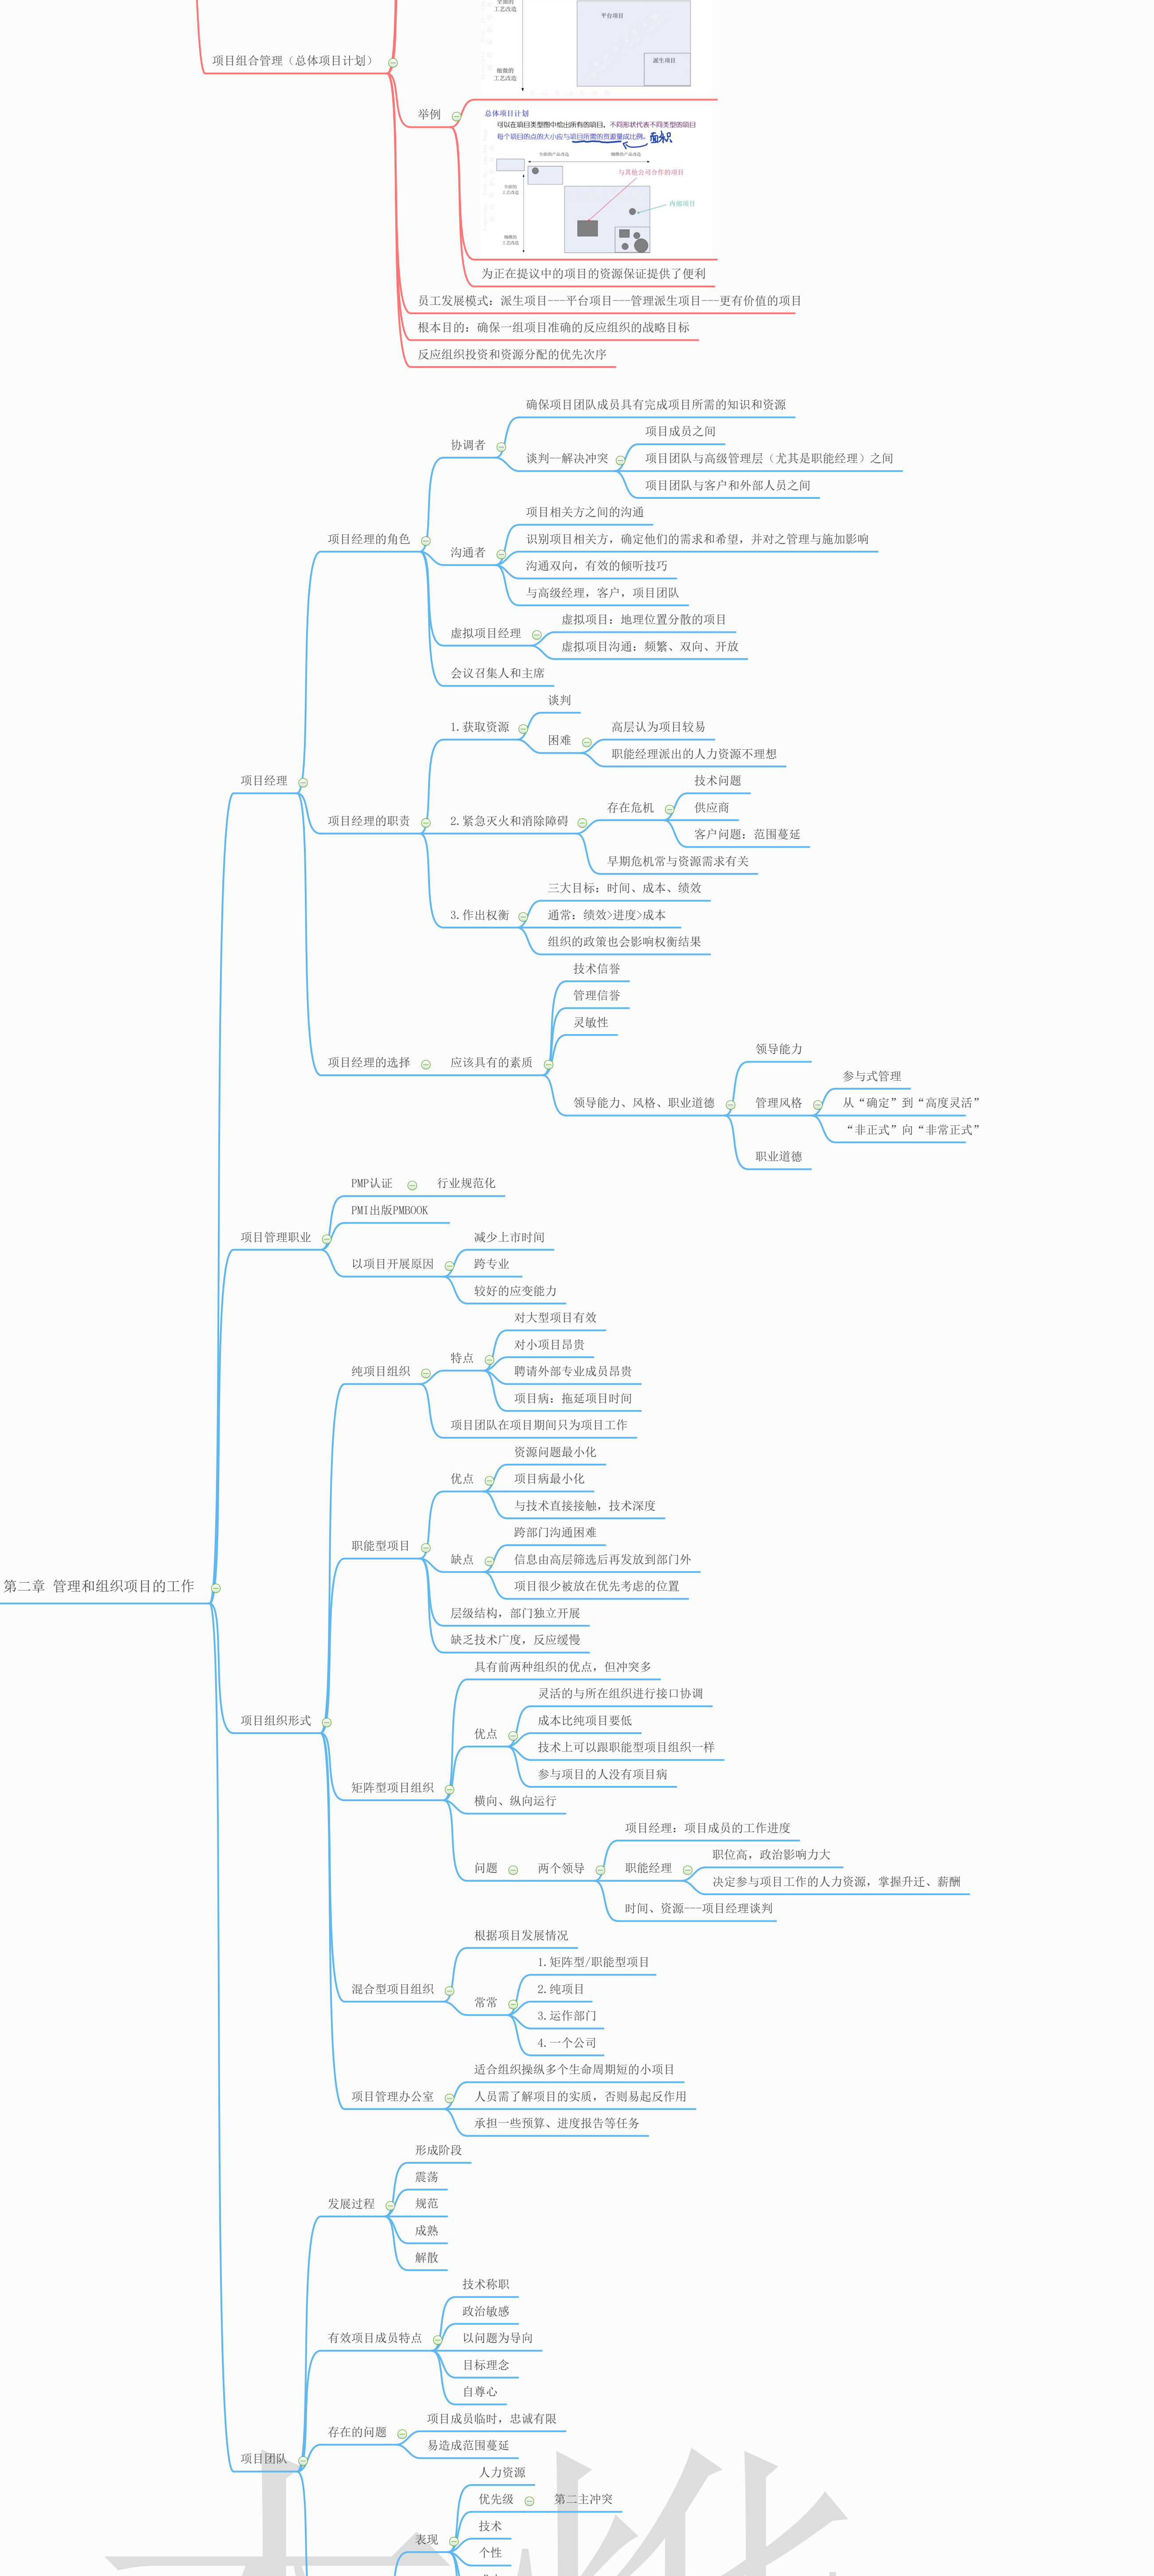 全面的
工艺改造
平台项目
派生项目
细微的
工艺改造
项目组合管理（总体项目计划）
举例
总体项目计划
可以在项目类型图中绘出所有的项目，不同形状代表不同类型的项目
每个项目的点的大小应与项目所需的资源量成比例。
面积
全面的产品改造
细微的产品改造
与其他公司合作的项目
全面的
工艺改造
内部项目
细微的
工艺改造
为正在提议中的项目的资源保证提供了便利
员工发展模式：派生项目---平台项目---管理派生项目---更有价值的项目
根本目的：确保一组项目准确的反应组织的战略目标
反应组织投资和资源分配的优先次序
第二章 管理和组织项目的工作
项目经理
项目经理的角色
协调者
确保项目团队成员具有完成项目所需的知识和资源
谈判--解决冲突
项目成员之间
项目团队与高级管理层（尤其是职能经理）之间
项目团队与客户和外部人员之间
沟通者
项目相关方之间的沟通
识别项目相关方，确定他们的需求和希望，并对之管理与施加影响
沟通双向，有效的倾听技巧
与高级经理，客户，项目团队
虚拟项目经理
虚拟项目：地理位置分散的项目
虚拟项目沟通：频繁、双向、开放
会议召集人和主席
项目经理的职责
1.获取资源
谈判
困难
高层认为项目较易
职能经理派出的人力资源不理想
2.紧急灭火和消除障碍
存在危机
技术问题
供应商
客户问题：范围蔓延
早期危机常与资源需求有关
3.作出权衡
三大目标：时间、成本、绩效
通常：绩效>进度>成本
组织的政策也会影响权衡结果
项目经理的选择
应该具有的素质
技术信誉
管理信誉
灵敏性
领导能力、风格、职业道德
领导能力
管理风格
参与式管理
从“确定”到“高度灵活”
“非正式”向“非常正式”
职业道德
项目管理职业
PMP认证
行业规范化
PMI出版PMBOOK
以项目开展原因
减少上市时间
跨专业
较好的应变能力
项目组织形式
纯项目组织
特点
对大型项目有效
对小项目昂贵
聘请外部专业成员昂贵
项目病：拖延项目时间
项目团队在项目期间只为项目工作
职能型项目
优点
资源问题最小化
项目病最小化
与技术直接接触，技术深度
缺点
跨部门沟通困难
信息由高层筛选后再发放到部门外
项目很少被放在优先考虑的位置
层级结构，部门独立开展
缺乏技术广度，反应缓慢
矩阵型项目组织
具有前两种组织的优点，但冲突多
优点
灵活的与所在组织进行接口协调
成本比纯项目要低
技术上可以跟职能型项目组织一样
参与项目的人没有项目病
横向、纵向运行
问题
两个领导
项目经理：项目成员的工作进度
职能经理
职位高，政治影响力大
决定参与项目工作的人力资源，掌握升迁、薪酬
时间、资源---项目经理谈判
混合型项目组织
根据项目发展情况
常常
1.矩阵型/职能型项目
2.纯项目
3.运作部门
4.一个公司
项目管理办公室
适合组织操纵多个生命周期短的小项目
人员需了解项目的实质，否则易起反作用
承担一些预算、进度报告等任务
项目团队
发展过程
形成阶段
震荡
规范
成熟
解散
有效项目成员特点
技术称职
政治敏感
以问题为导向
目标理念
自尊心
存在的问题
项目成员临时，忠诚有限
易造成范围蔓延
表现
人力资源
优先级
第二主冲突
技术
个性